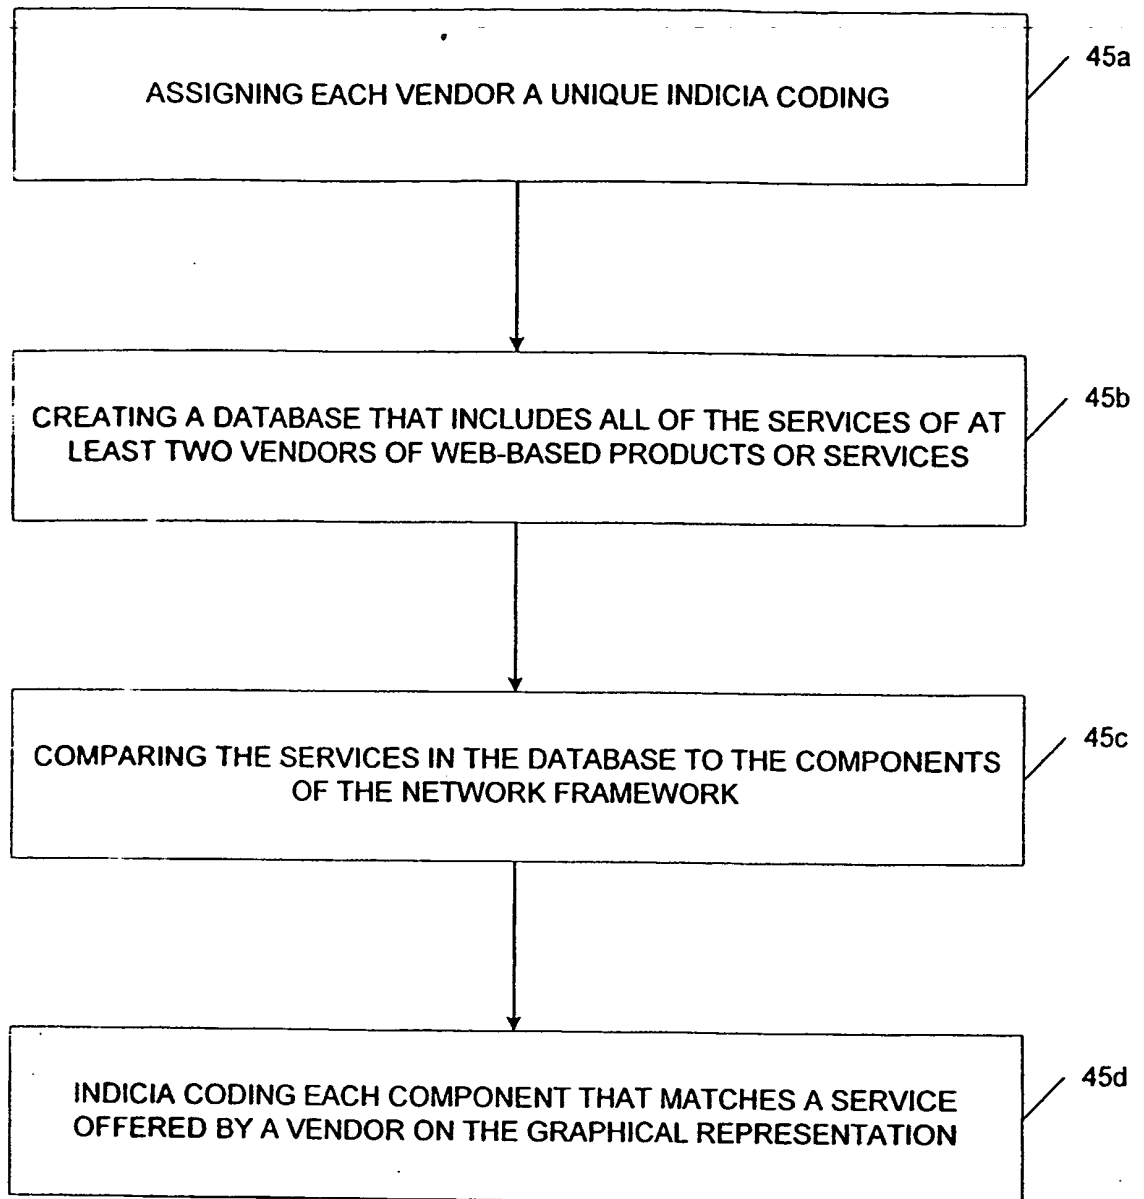 ASSIGNING EACH VENDOR A UNIQUE INDICIA CODING
45a
CREATING A DATABASE THAT INCLUDES ALL OF THE SERVICES OF AT
LEAST TWO VENDORS OF WEB-BASED PRODUCTS OR SERVICES
45b
COMPARING THE SERVICES IN THE DATABASE TO THE COMPONENTS
OF THE NETWORK FRAMEWORK
45c
INDICIA CODING EACH COMPONENT THAT MATCHES A SERVICE
OFFERED BY A VENDOR ON THE GRAPHICAL REPRESENTATION
45d